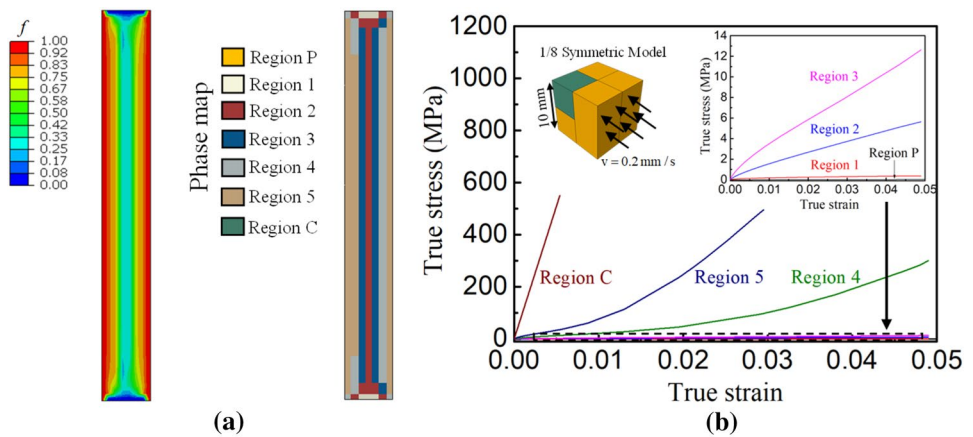 f
1.00
0.92
0.83
0.75
0.67
0.58
0.50
0.42
0.33
0.25
0.17
0.08
0.00
Phase map
Region P
Region 1
Region 2
Region 3
Region 4
Region 5
Region C
(a)
True stress (MPa)
1200
1000
800
600
400
200
0
0.00
0.01
0.02
0.03
0.04
0.05
True strain
1/8 Symmetric Model
10 mm
v = 0.2 mm / s
Region C
Region 5
Region 4
True stress (MPa)
14
12
10
8
6
4
2
0
0.00
0.01
0.02
0.03
0.04
0.05
True strain
Region 3
Region 2
Region P
Region 1
(b)